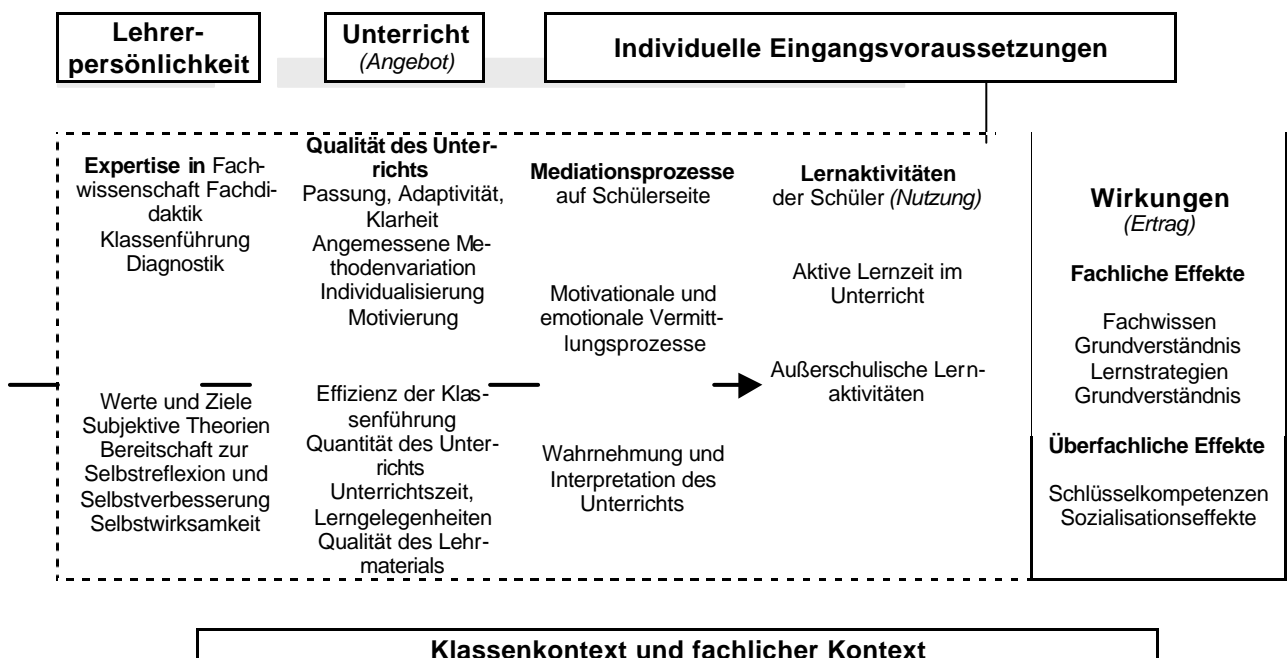 Lehrer-
persönlichkeit
Unterricht
(Angebot)
Individuelle Eingangsvoraussetzungen
Expertise in Fach-
wissenschaft Fachdi-
daktik
Klassenführung
Diagnostik
Werte und Ziele
Subjektive Theorien
Bereitschaft zur
Selbstreflexion und
Selbstverbesserung
Selbstwirksamkeit
Qualität des Unter-
richts
Passung, Adaptivität,
Klarheit
Angemessene Me-
thodenvariation
Individualisierung
Motivierung
Effizienz der Klas-
senführung
Quantität des Unter-
richts
Unterrichtszeit,
Lerngelegenheiten
Qualität des Lehr-
materials
Mediationsprozesse
auf Schülerseite
Motivationale und
emotionale Vermitt-
lungsprozesse
Wahrnehmung und
Interpretation des
Unterrichts
Lernaktivitäten
der Schüler (Nutzung)
Aktive Lernzeit im
Unterricht
Außerschulische Lern-
aktivitäten
Wirkungen
(Ertrag)
Fachliche Effekte
Fachwissen
Grundverständnis
Lernstrategien
Grundverständnis
Überfachliche Effekte
Schlüsselkompetenzen
Sozialisationseffekte
Klassenkontext und fachlicher Kontext